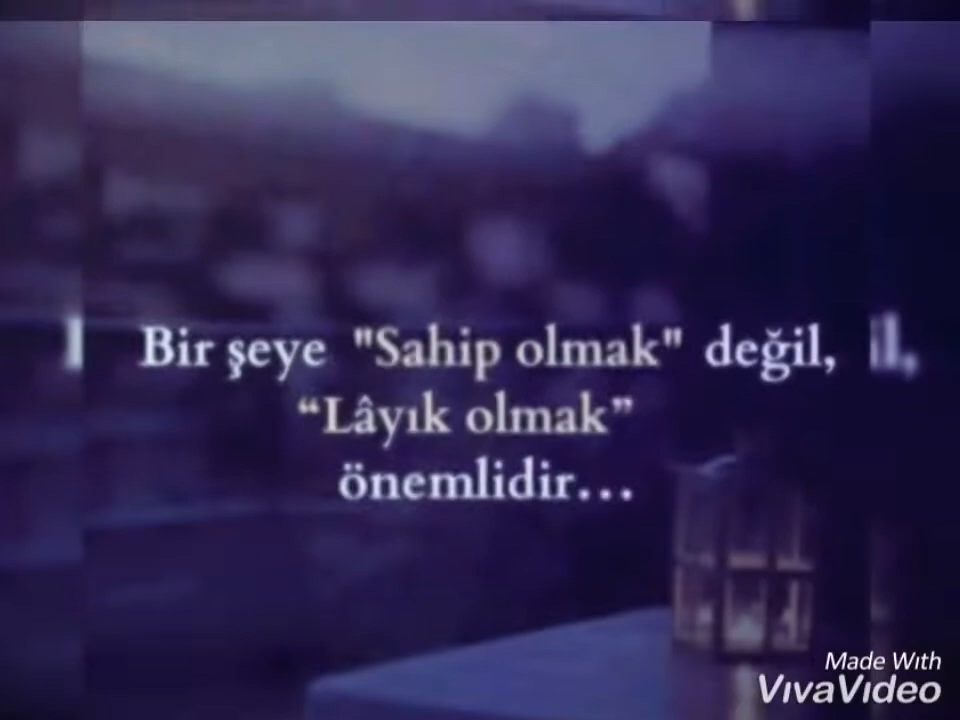 Bir şeye "Sahip olmak" değil,
“Lâyık olmak”
önemlidir...
Made With
VivaVideo